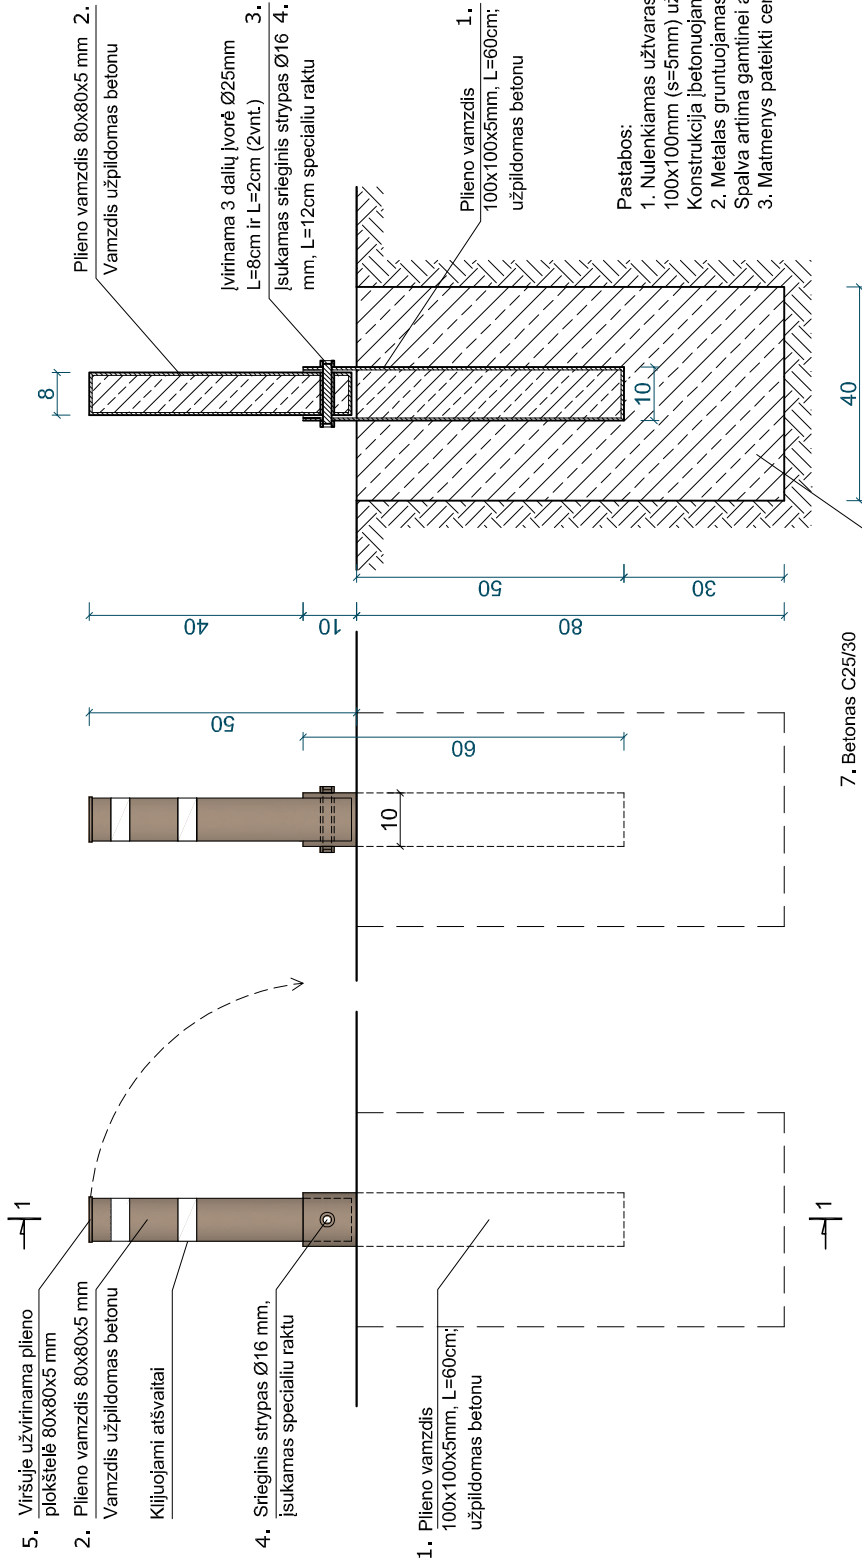 5. Viršuje užvirinama plieno
plokštelė 80x80x5 mm
2. Plieno vamzdis 80x80x5 mm
Vamzdis užpildomas betonu
Klijuojami atšvaitai
4. Srieginis strypas Ø16 mm,
įsukamas specialiu raktu
1. Plieno vamzdis
100x100x5mm, L=60cm;
užpildomas betonu
1
1
10
50
60
40
10
80
50
30
7. Betonas C25/30
8
10
40
Plieno vamzdis 80x80x5 mm 2.
Vamzdis užpildomas betonu
Įvirinama 3 dalių įvorė Ø25mm
L=8cm ir L=2cm (2vnt.) 3.
Įsukamas srieginis strypas Ø16 4.
mm, L=12cm specialiu raktu
Plieno vamzdis 1.
100x100x5mm, L=60cm;
užpildomas betonu
Pastabos:
1. Nulenkiamas užtvaras
100x100mm (s=5mm)
Konstrukcija
2. Metalas gruntuojamas
Spalva artima gamtinei
3. Matmenys pateikti